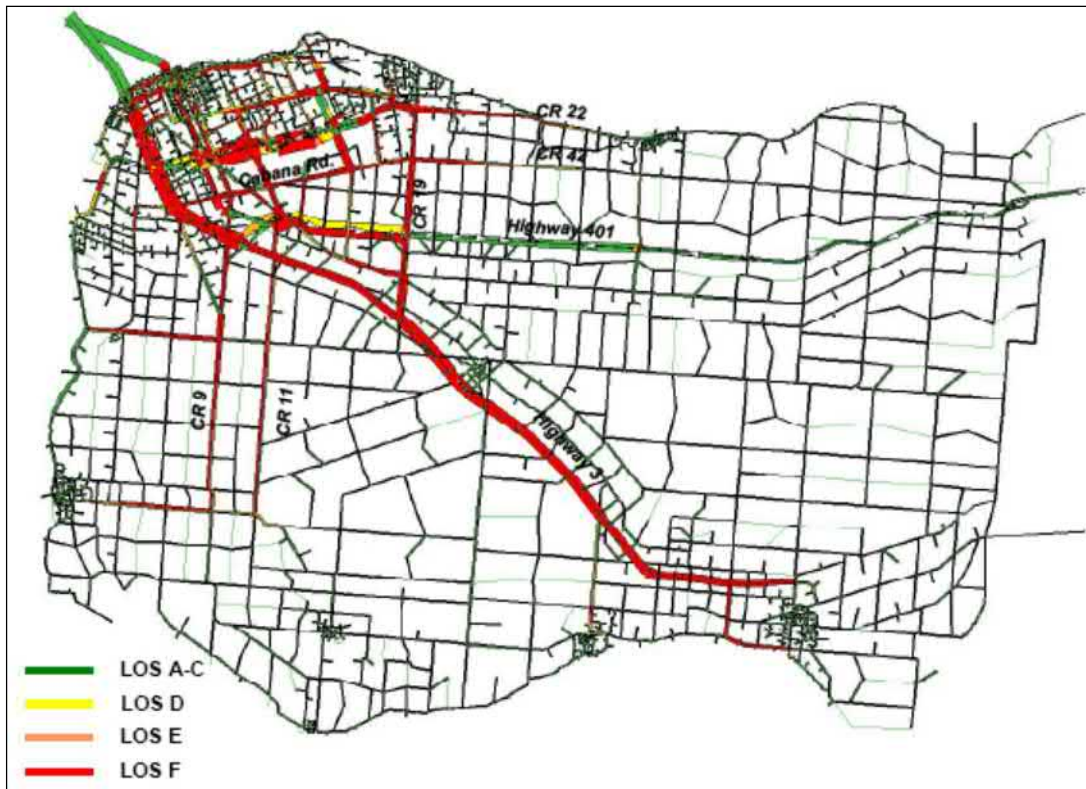 CR 22
CR 42
Cabana Rd.
CR 19
Highway 401
CR 9
CR 11
Highway 3
LOS A-C
LOS D
LOS E
LOS F